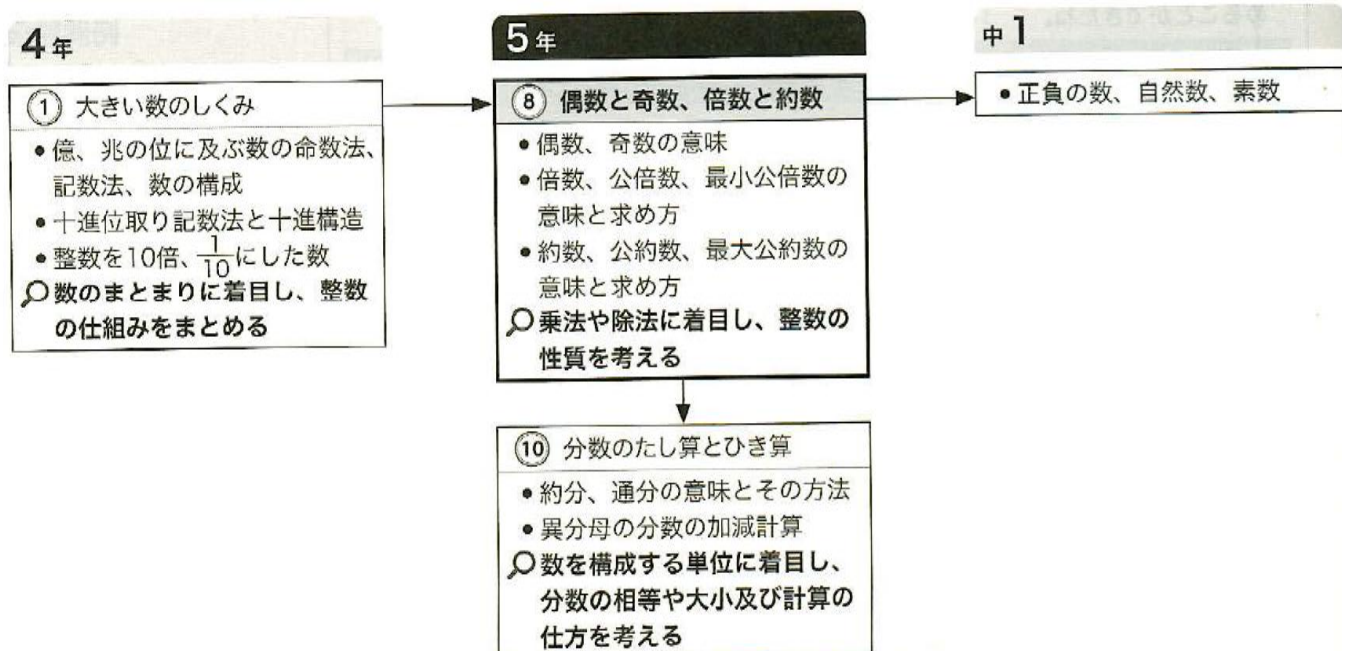 4年
① 大きい数のしくみ
• 億、兆の位に及ぶ数の命数法、
記数法、数の構成
• 十進位取り記数法と十進構造
• 整数を10倍、1/10にした数
数のまとまりに着目し、整数
の仕組みをまとめる
5年
⑧ 偶数と奇数、倍数と約数
• 偶数、奇数の意味
• 倍数、公倍数、最小公倍数の
意味と求め方
• 約数、公約数、最大公約数の
意味と求め方
乗法や除法に着目し、整数の
性質を考える
⑩ 分数のたし算とひき算
• 約分、通分の意味とその方法
• 異分母の分数の加減計算
数を構成する単位に着目し、
分数の相等や大小及び計算の
仕方を考える
中1
• 正負の数、自然数、素数